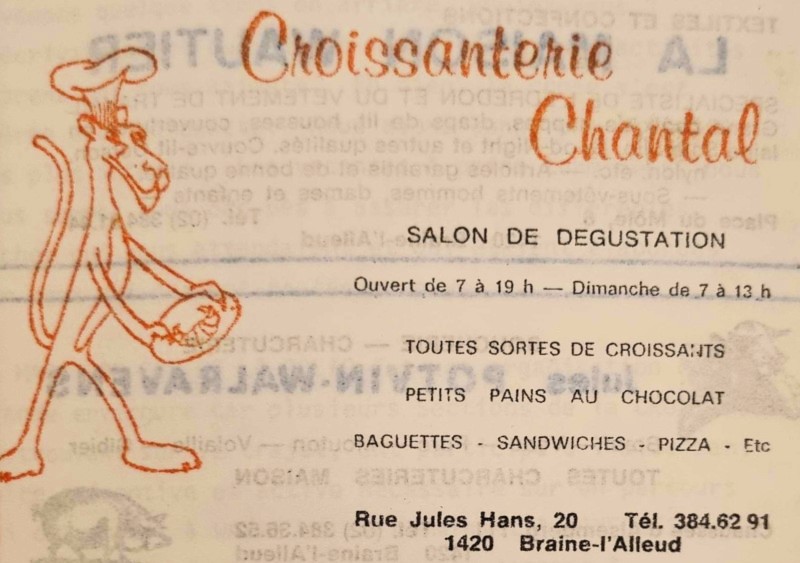 Croissanterie
Chantal
SALON DE DEGUSTATION
Ouvert de 7 à 19 h — Dimanche de 7 à 13 h
TOUTES SORTES DE CROISSANTS
PETITS PAINS AU CHOCOLAT
BAGUETTES - SANDWICHES - PIZZA - Etc
Rue Jules Hans, 20 Tél. 384.62 91
1420 Braine-l'Alleud